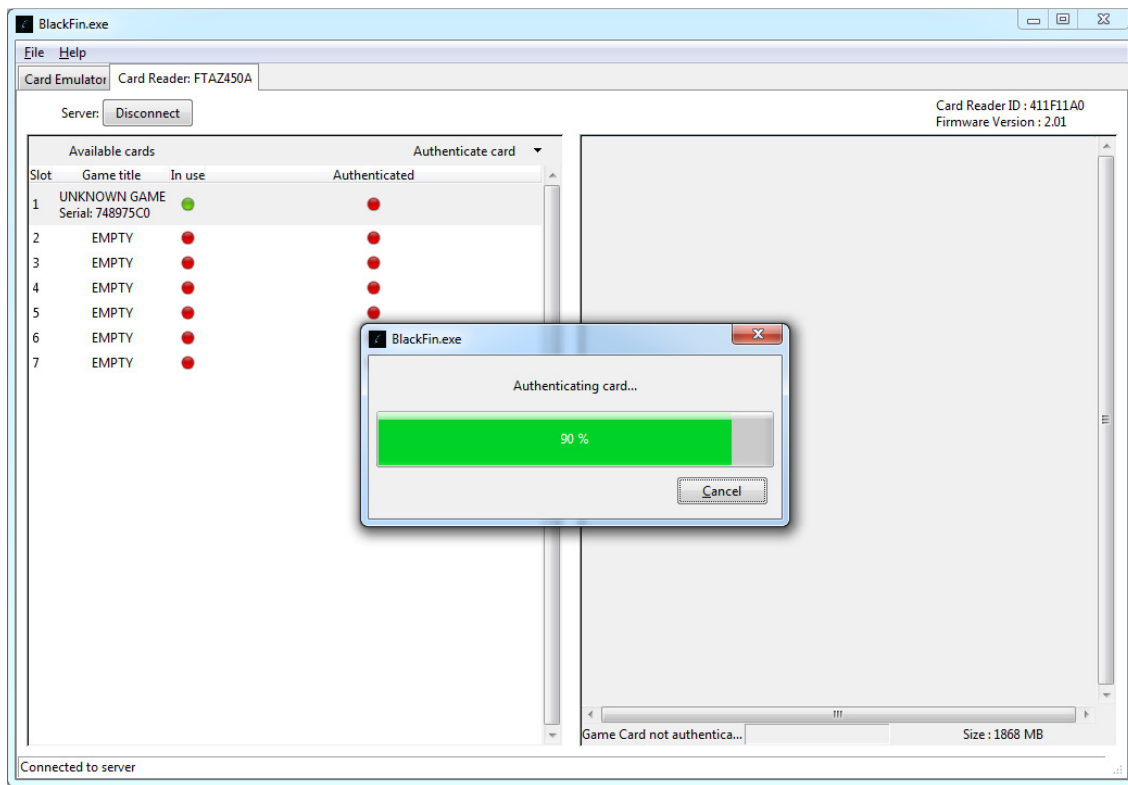 BlackFin.exe
File Help
Card Emulator Card Reader: FTAZ450A
Server: Disconnect
Card Reader ID : 411F11A0
Firmware Version : 2.01
Available cards Authenticate card
Slot Game title In use Authenticated
1 UNKNOWN GAME
Serial: 748975C0
2 EMPTY
3 EMPTY
4 EMPTY
5 EMPTY
6 EMPTY
7 EMPTY
BlackFin.exe
Authenticating card...
90 %
Cancel
Game Card not authentica... Size : 1868 MB
Connected to server